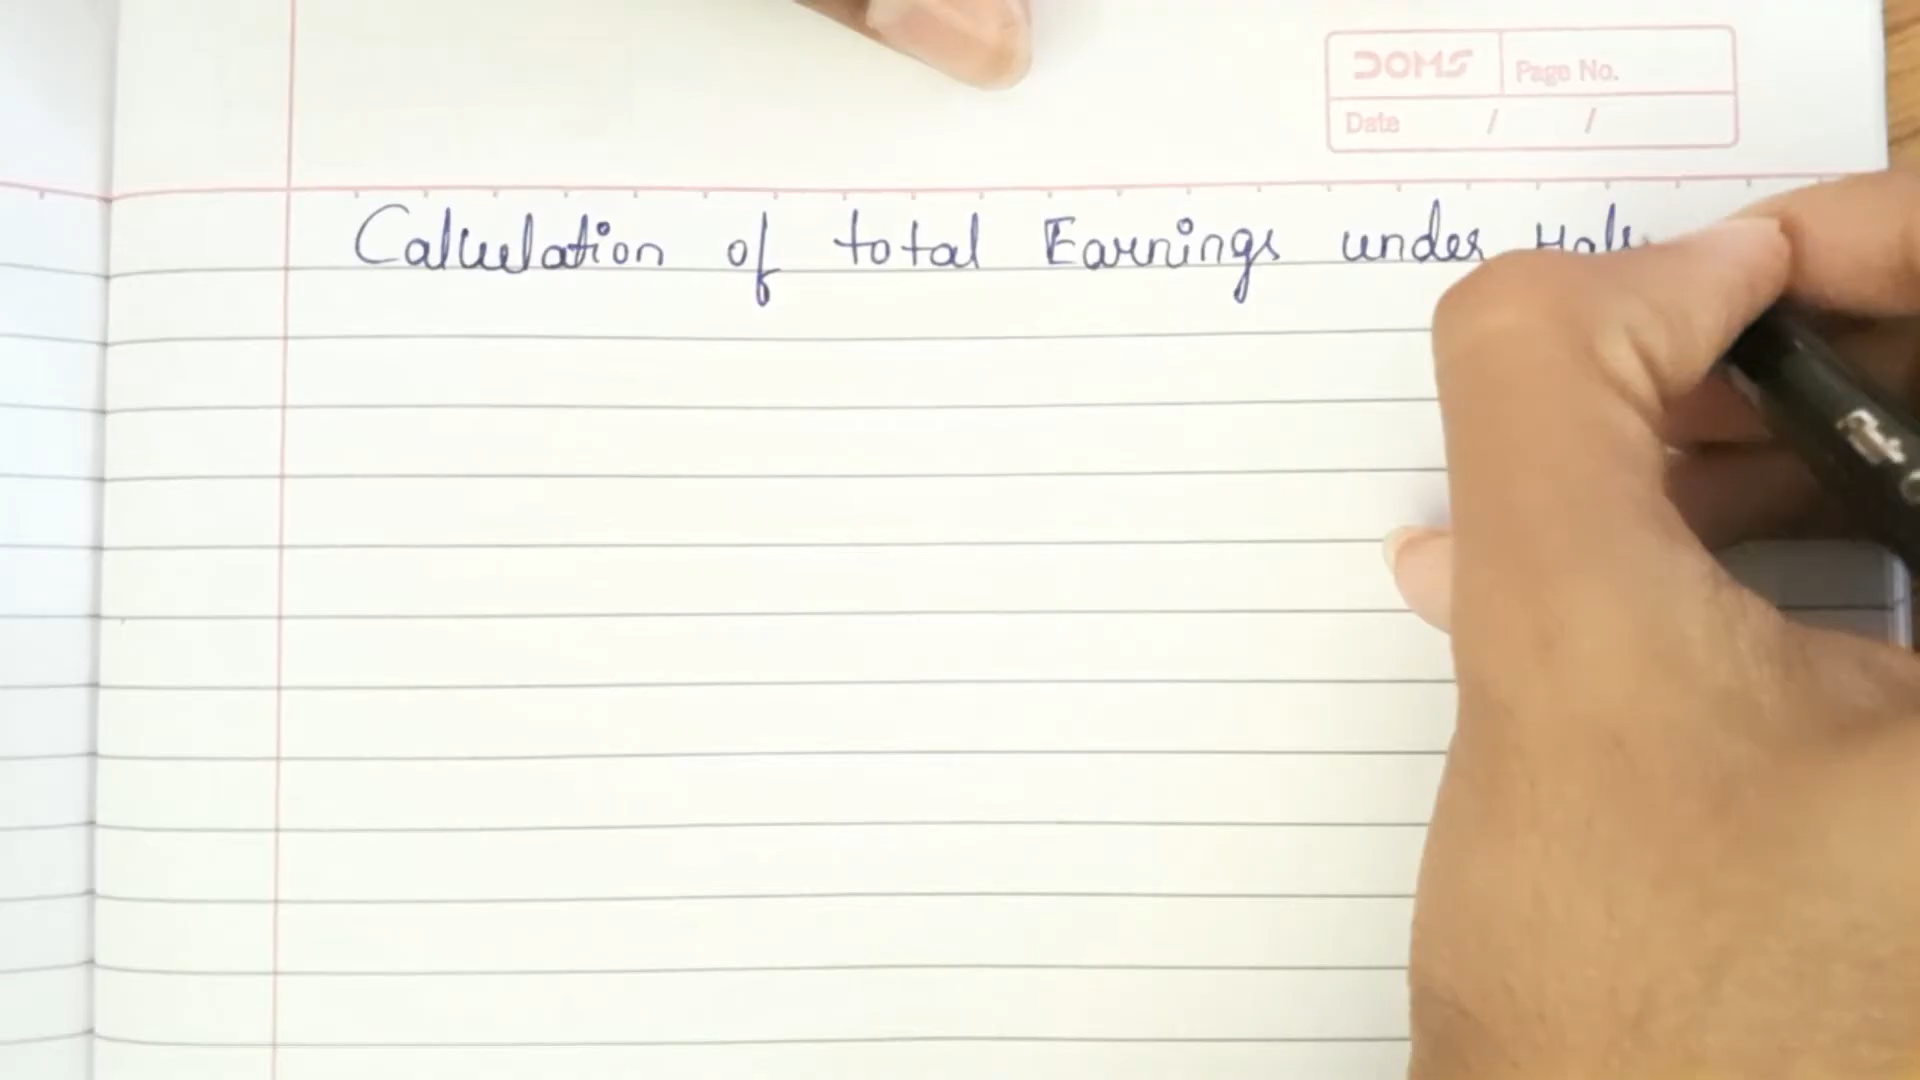 DOMS Page No.
Date / /
Calculation of total Earnings under